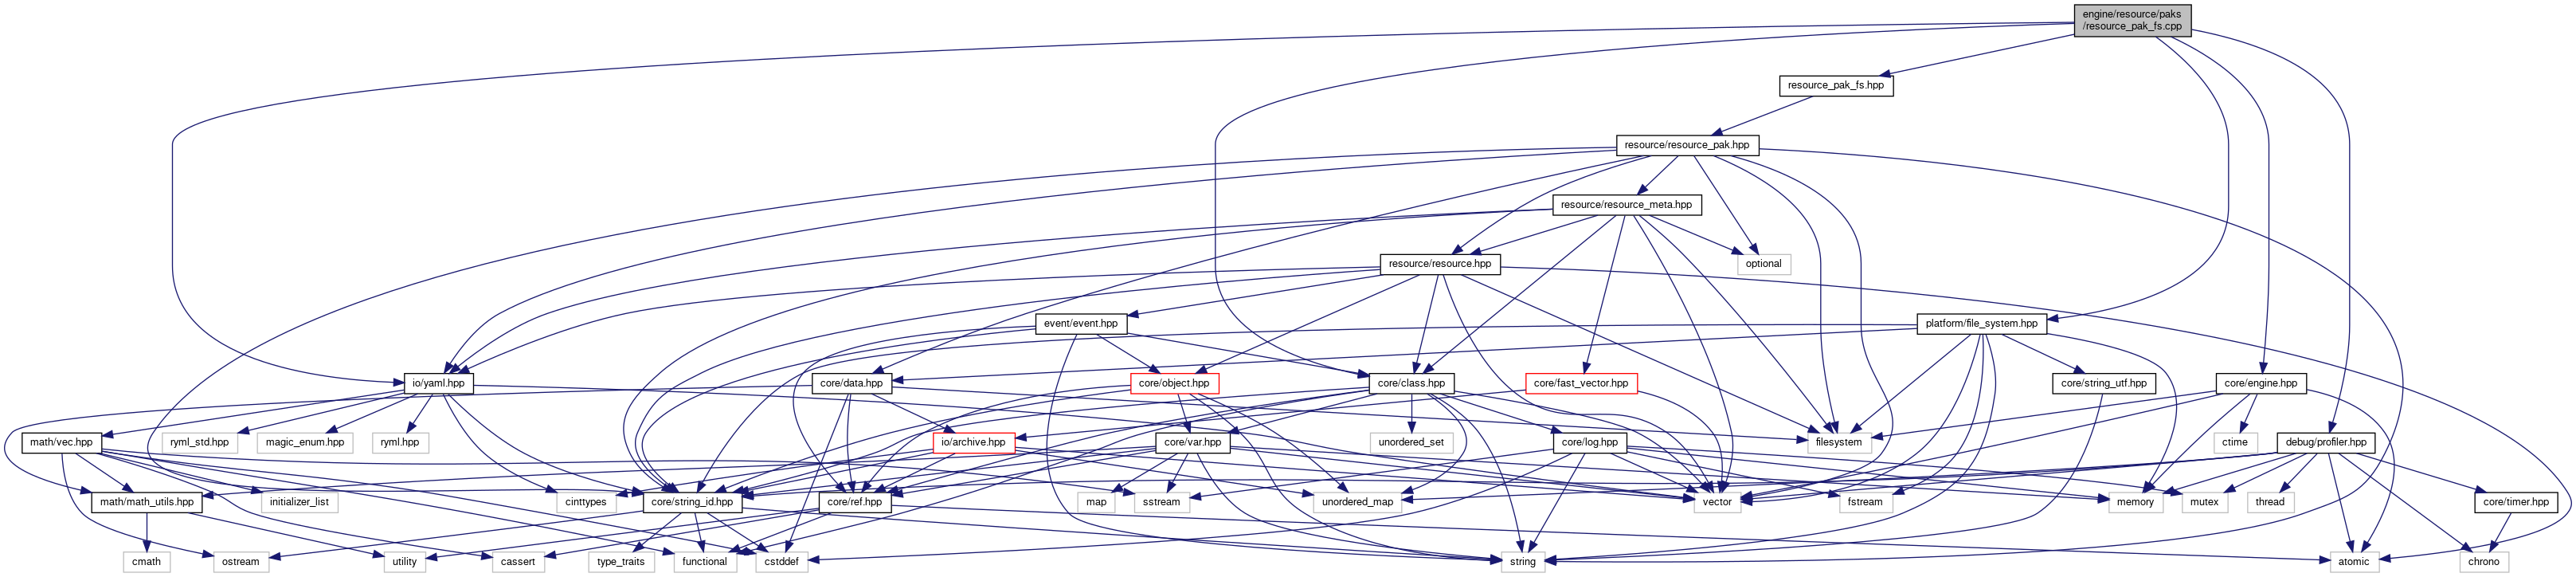 engine/resource/paks
/resource_pak_fs.cpp
resource_pak_fs.hpp
resource/resource_pak.hpp
resource/resource_meta.hpp
resource/resource.hpp
optional
event/event.hpp
platform/file_system.hpp
io/yaml.hpp
core/data.hpp
core/object.hpp
core/class.hpp
core/fast_vector.hpp
core/string_utf.hpp
core/engine.hpp
math/vec.hpp
ryml_std.hpp
magic_enum.hpp
ryml.hpp
io/archive.hpp
core/var.hpp
unordered_set
core/log.hpp
filesystem
ctime
debug/profiler.hpp
math/math_utils.hpp
initializer_list
cinttypes
core/string_id.hpp
core/ref.hpp
map
sstream
unordered_map
vector
fstream
memory
mutex
thread
core/timer.hpp
cmath
ostream
utility
cassert
type_traits
functional
cstddef
string
atomic
chrono